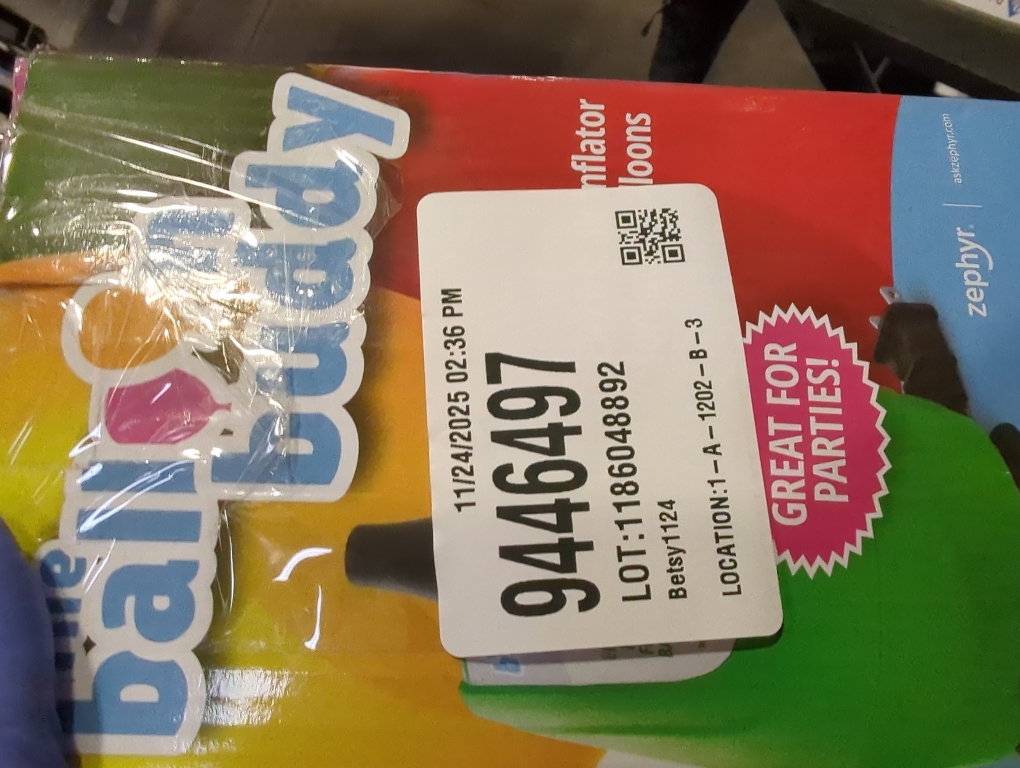 the
balloon
buddy
nflator
lloons
11/24/2025 02:36 PM
9446497
LOT:1186048892
Betsy1124
LOCATION:1-A-1202-B-3
GREAT FOR
PARTIES!
zephyr | askzephyr.com